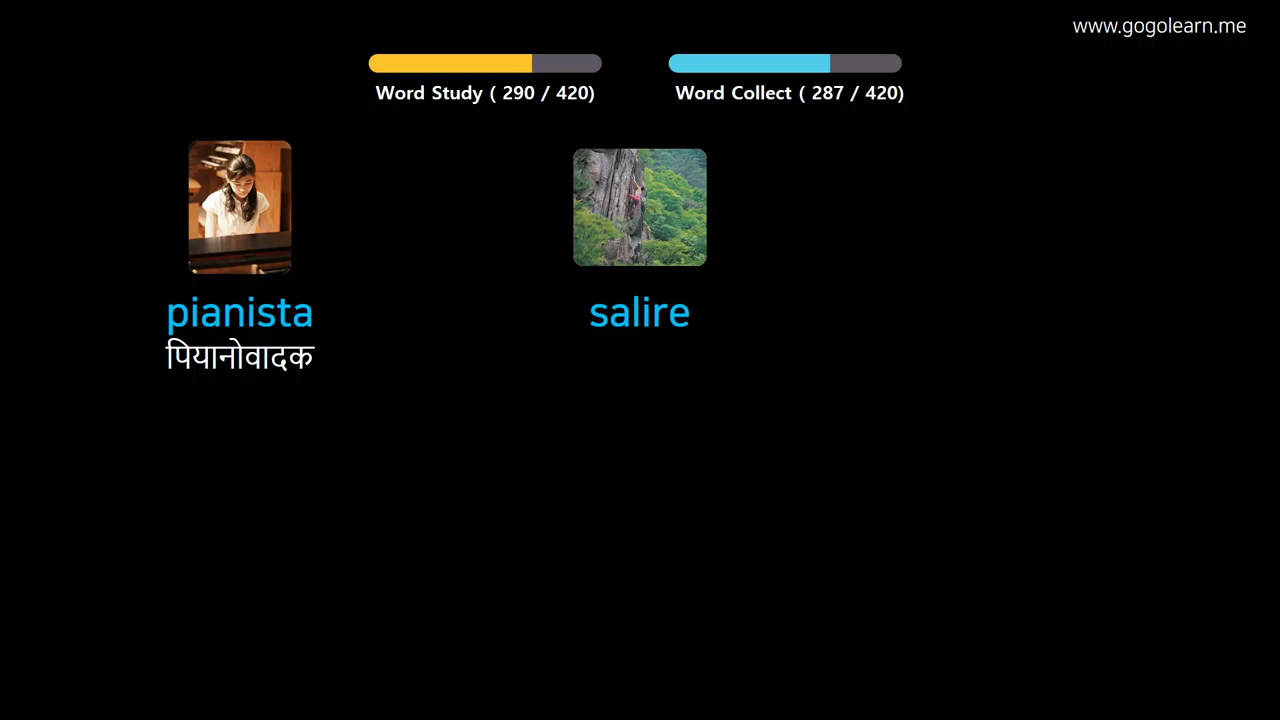 www.gogolearn.me
Word Study ( 290 / 420)
Word Collect ( 287 / 420)
pianista
पियानोवादक
salire